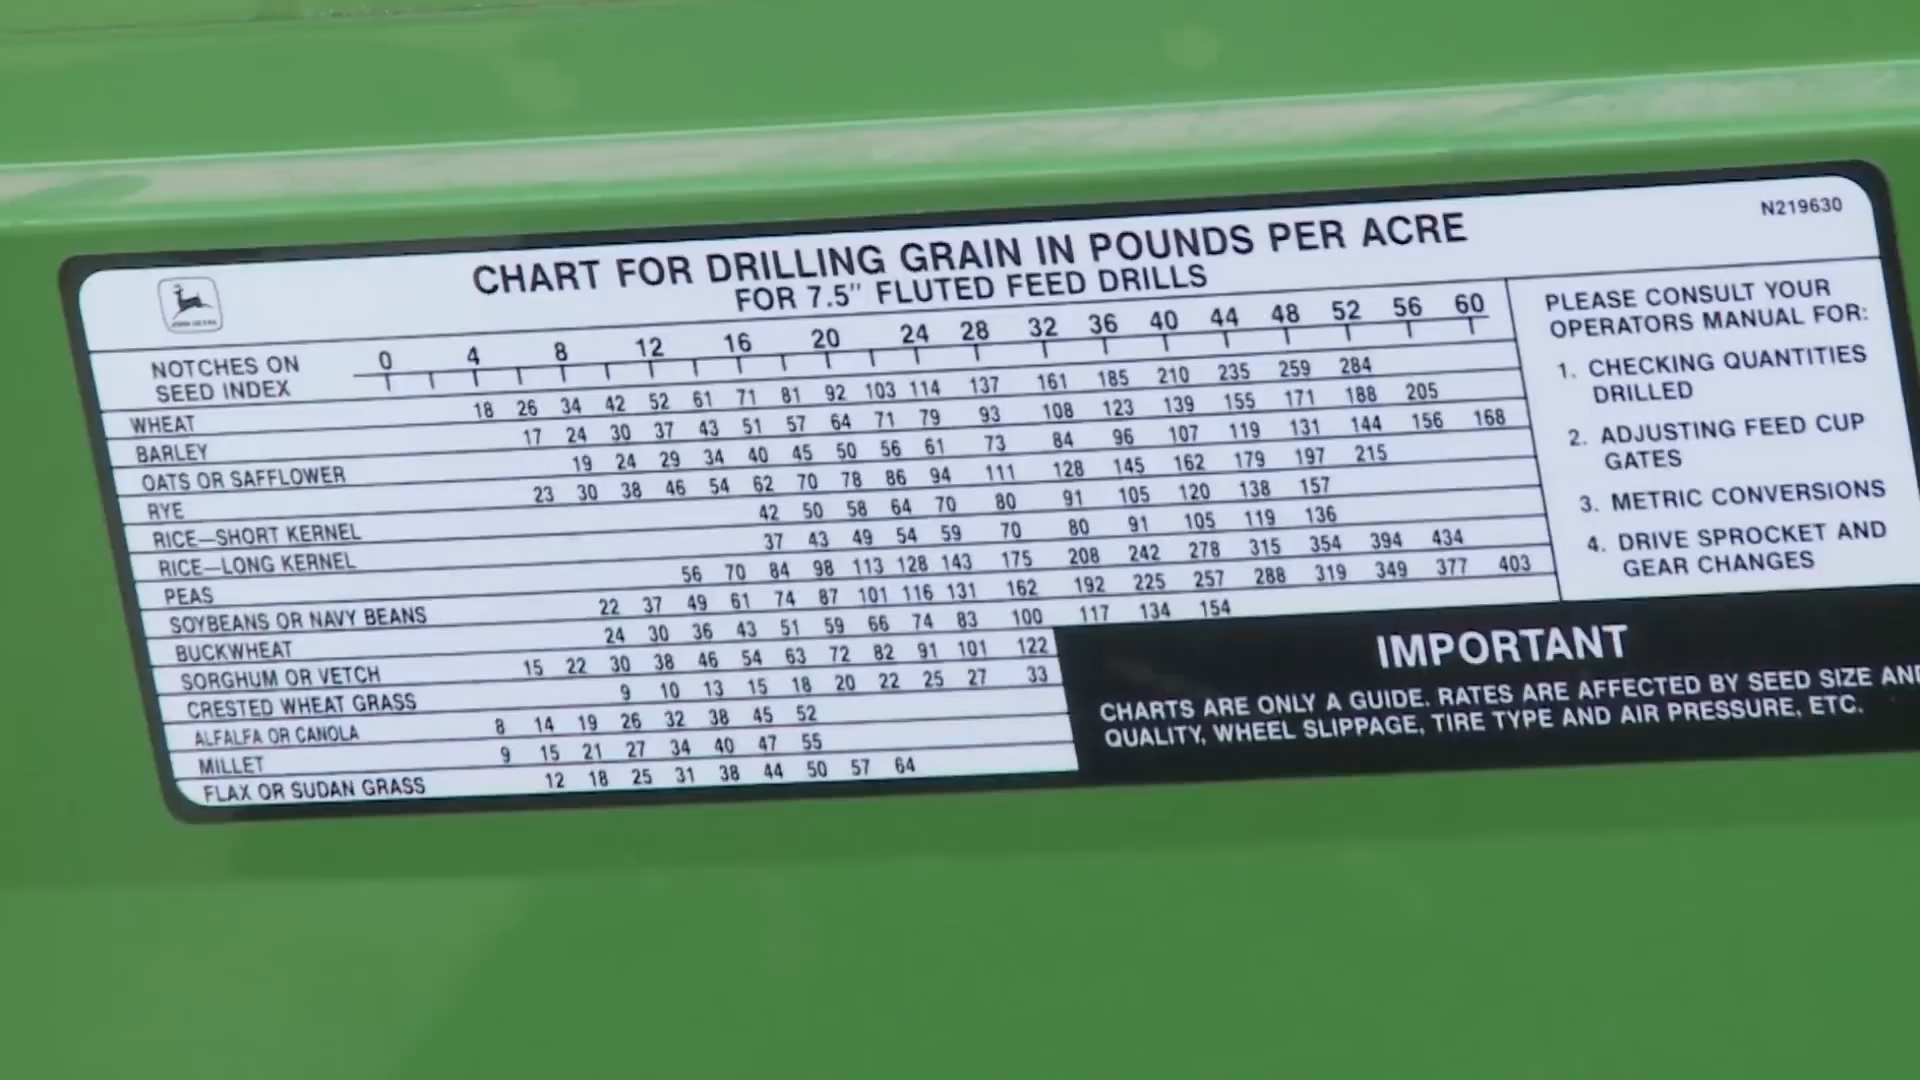 CHART FOR DRILLING GRAIN IN POUNDS PER ACRE
FOR 7.5" FLUTED FEED DRILLS
N219630
JOHN DEERE
NOTCHES ON
SEED INDEX
0 4 8 12 16 20 24 28 32 36 40 44 48 52 56 60
WHEAT 18 26 34 42 52 61 71 81 92 103 114 137 161 185 210 235 259 284
BARLEY 17 24 30 37 43 51 57 64 71 79 93 108 123 139 155 171 188 205
OATS OR SAFFLOWER 19 24 29 34 40 45 50 56 61 73 84 96 107 119 131 144 156 168
RYE 23 30 38 46 54 62 70 78 86 94 111 128 145 162 179 197 215
RICE—SHORT KERNEL 42 50 58 64 70 80 91 105 120 138 157
RICE—LONG KERNEL 37 43 49 54 59 70 80 91 105 119 136
PEAS 56 70 84 98 113 128 143 175 208 242 278 315 354 394 434
SOYBEANS OR NAVY BEANS 22 37 49 61 74 87 101 116 131 162 192 225 257 288 319 349 377 403
BUCKWHEAT 24 30 36 43 51 59 66 74 83 100 117 134 154
SORGHUM OR VETCH 15 22 30 38 46 54 63 72 82 91 101 122
CRESTED WHEAT GRASS 9 10 13 15 18 20 22 25 27 33
ALFALFA OR CANOLA 8 14 19 26 32 38 45 52
MILLET 9 15 21 27 34 40 47 55
FLAX OR SUDAN GRASS 12 18 25 31 38 44 50 57 64
PLEASE CONSULT YOUR
OPERATORS MANUAL FOR:
1. CHECKING QUANTITIES
DRILLED
2. ADJUSTING FEED CUP
GATES
3. METRIC CONVERSIONS
4. DRIVE SPROCKET AND
GEAR CHANGES
IMPORTANT
CHARTS ARE ONLY A GUIDE. RATES ARE AFFECTED BY SEED SIZE AND
QUALITY, WHEEL SLIPPAGE, TIRE TYPE AND AIR PRESSURE, ETC.